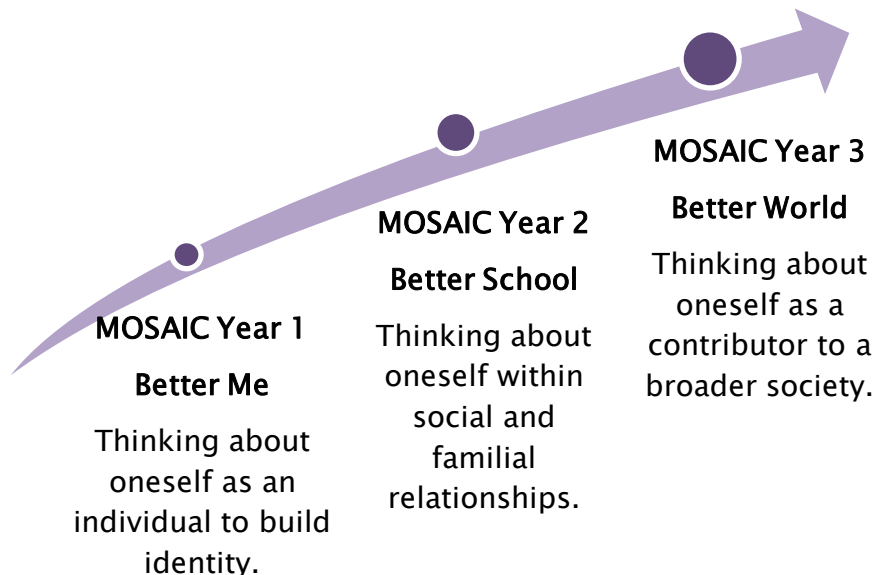 MOSAIC Year 1
Better Me
Thinking about
oneself as an
individual to build
identity.
MOSAIC Year 2
Better School
Thinking about
oneself within
social and
familial
relationships.
MOSAIC Year 3
Better World
Thinking about
oneself as a
contributor to a
broader society.